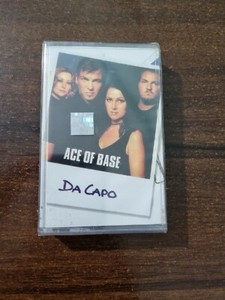 ACE OF BASE
DA CAPO